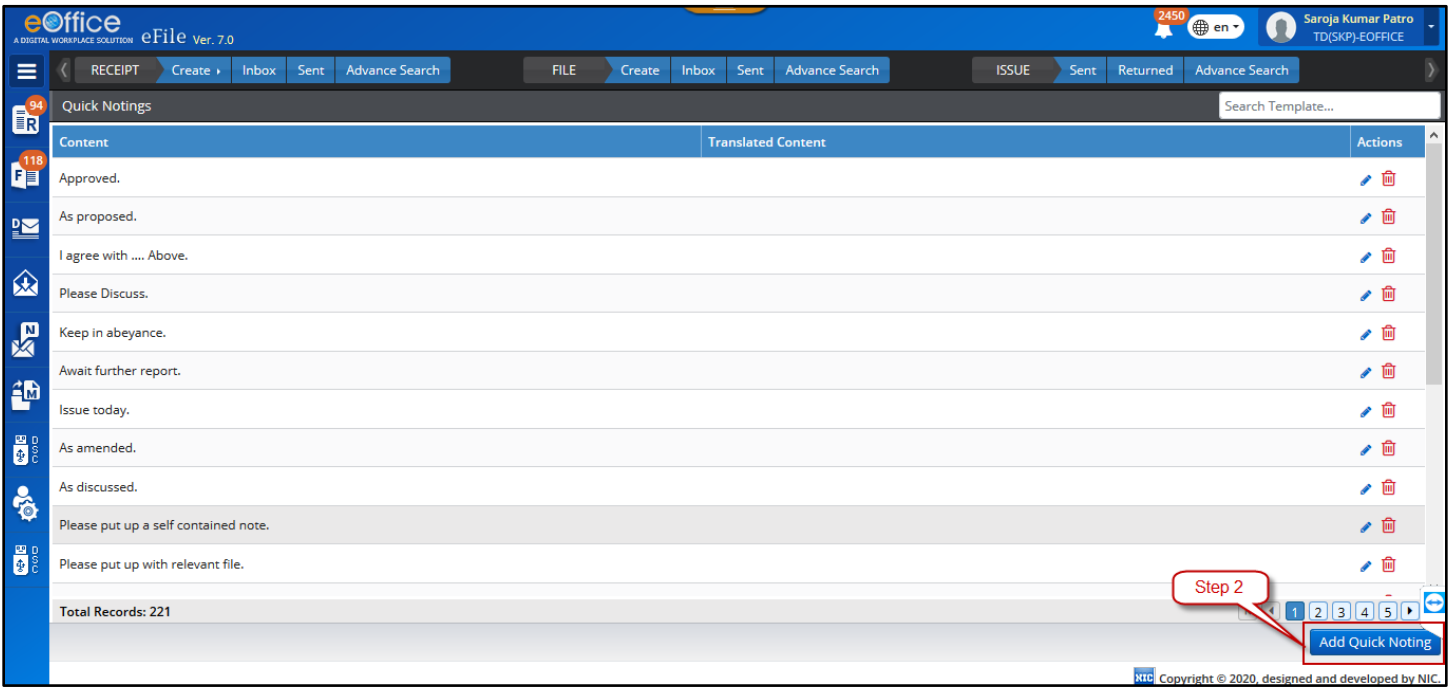 eOffice
A DIGITAL WORKPLACE SOLUTION eFile Ver. 7.0
2450
en
Saroja Kumar Patro
TD(SKP)-EOFFICE
RECEIPT Create Inbox Sent Advance Search FILE Create Inbox Sent Advance Search ISSUE Sent Returned Advance Search
94
R
Quick Notings Search Template...
Content Translated Content Actions
118
F
Approved.
As proposed.
D
I agree with .... Above.
Please Discuss.
N
Keep in abeyance.
Await further report.
M
Issue today.
As amended.
DSC
As discussed.
Please put up a self contained note.
Please put up with relevant file.
DSC
Step 2
Total Records: 221 1 2 3 4 5
Add Quick Noting
NIC Copyright © 2020, designed and developed by NIC.